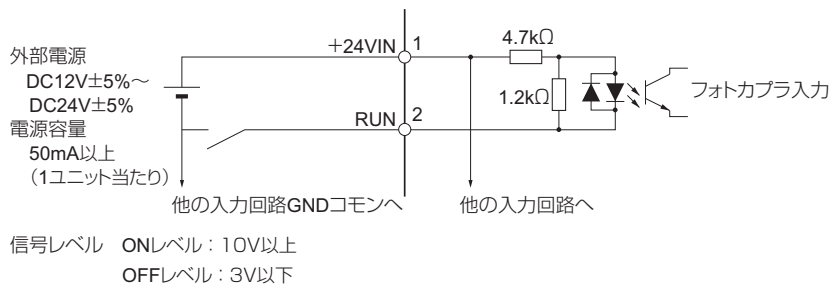 外部電源
DC12V±5%～
DC24V±5%
電源容量
50mA以上
（1ユニット当たり）
+24VIN
1
RUN
2
4.7kΩ
1.2kΩ
フォトカプラ入力
他の入力回路GNDコモンへ
他の入力回路へ
信号レベル ONレベル：10V以上
OFFレベル：3V以下